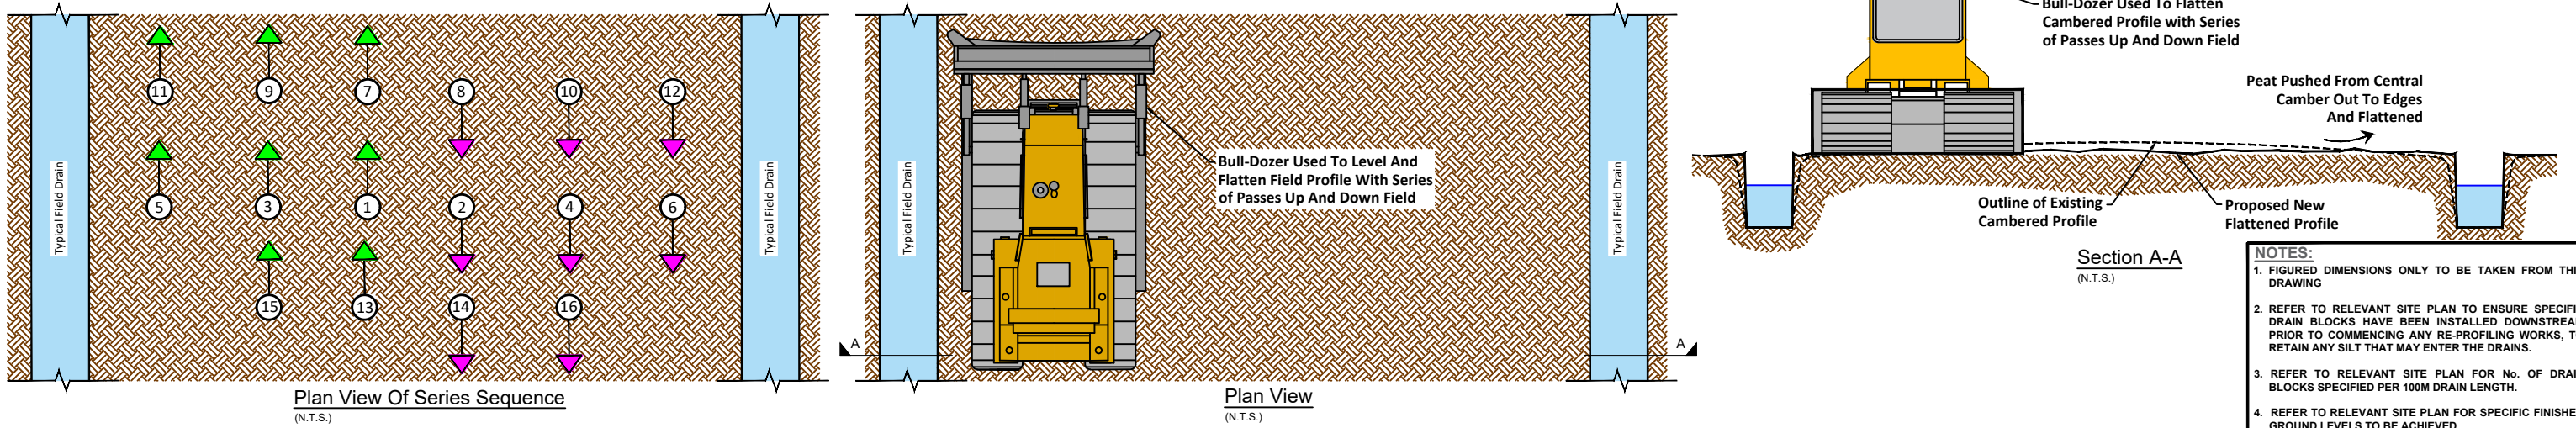 11
9
7
8
10
12
5
3
1
2
4
6
15
13
14
16
Typical Field Drain
Typical Field Drain
Plan View Of Series Sequence
(N.T.S.)
Typical Field Drain
Typical Field Drain
Bull-Dozer Used To Level And
Flatten Field Profile With Series
of Passes Up And Down Field
A
A
Plan View
(N.T.S.)
Bull-Dozer Used To Flatten
Cambered Profile with Series
of Passes Up And Down Field
Peat Pushed From Central
Camber Out To Edges
And Flattened
Outline of Existing
Cambered Profile
Proposed New
Flattened Profile
Section A-A
(N.T.S.)
NOTES:
1. FIGURED DIMENSIONS ONLY TO BE TAKEN FROM
DRAWING
2. REFER TO RELEVANT SITE PLAN TO ENSURE
DRAIN BLOCKS HAVE BEEN INSTALLED
PRIOR TO COMMENCING ANY RE-PROFILING WORKS,
RETAIN ANY SILT THAT MAY ENTER THE DRAINS.
3. REFER TO RELEVANT SITE PLAN FOR No. OF
BLOCKS SPECIFIED PER 100M DRAIN LENGTH.
4. REFER TO RELEVANT SITE PLAN FOR SPECIFIC
GROUND LEVELS TO BE ACHIEVED